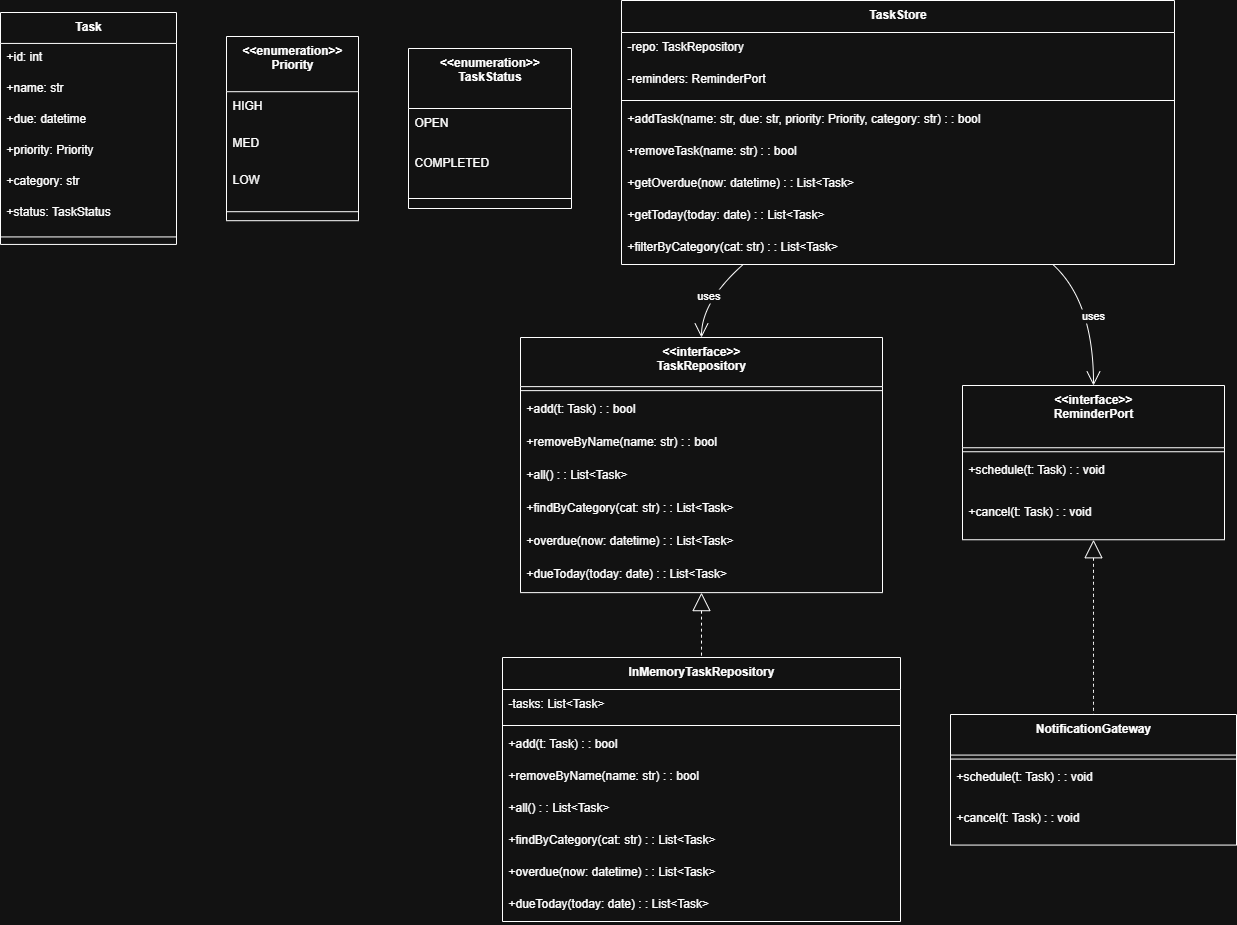 Task
+id: int
+name: str
+due: datetime
+priority: Priority
+category: str
+status: TaskStatus
<<enumeration>>
Priority
HIGH
MED
LOW
<<enumeration>>
TaskStatus
OPEN
COMPLETED
TaskStore
-repo: TaskRepository
-reminders: ReminderPort
+addTask(name: str, due: str, priority: Priority, category: str) : : bool
+removeTask(name: str) : : bool
+getOverdue(now: datetime) : : List<Task>
+getToday(today: date) : : List<Task>
+filterByCategory(cat: str) : : List<Task>
uses
uses
<<interface>>
TaskRepository
+add(t: Task) : : bool
+removeByName(name: str) : : bool
+all() : : List<Task>
+findByCategory(cat: str) : : List<Task>
+overdue(now: datetime) : : List<Task>
+dueToday(today: date) : : List<Task>
<<interface>>
ReminderPort
+schedule(t: Task) : : void
+cancel(t: Task) : : void
InMemoryTaskRepository
-tasks: List<Task>
+add(t: Task) : : bool
+removeByName(name: str) : : bool
+all() : : List<Task>
+findByCategory(cat: str) : : List<Task>
+overdue(now: datetime) : : List<Task>
+dueToday(today: date) : : List<Task>
NotificationGateway
+schedule(t: Task) : : void
+cancel(t: Task) : : void